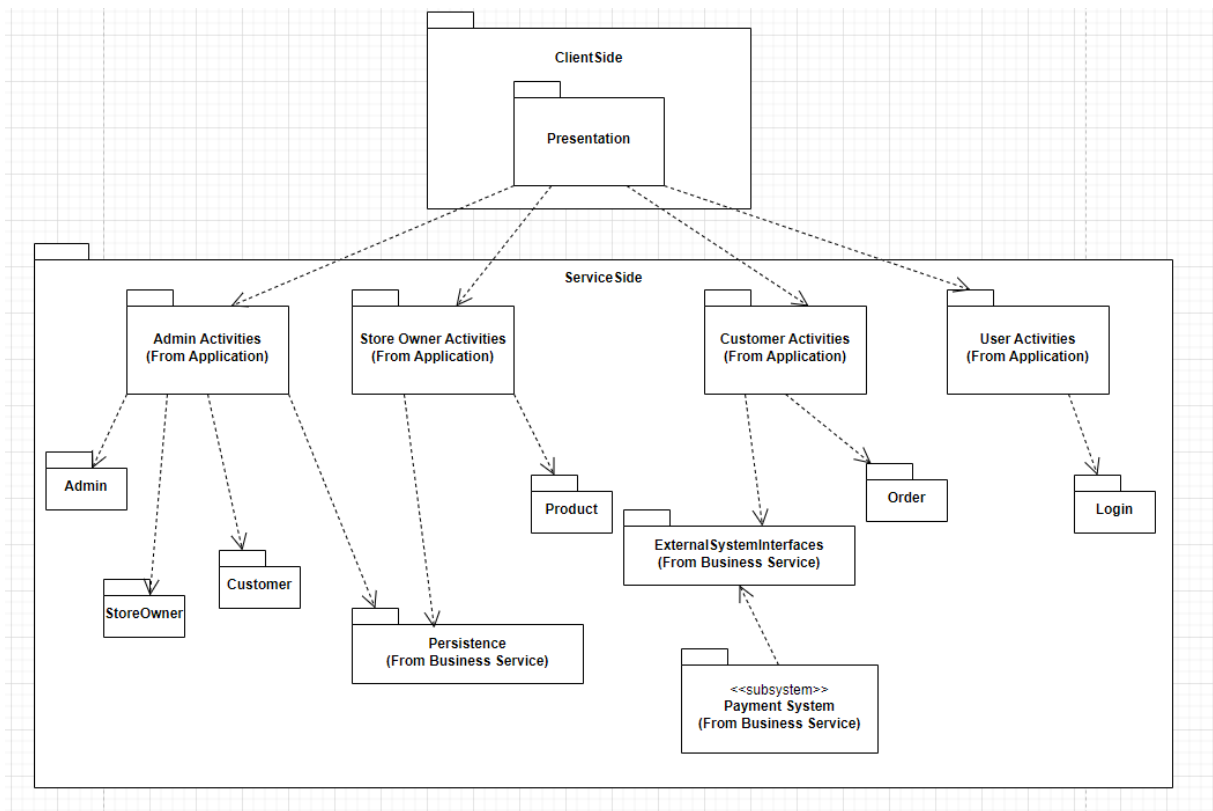 ClientSide
Presentation
ServiceSide
Admin Activities
(From Application)
Store Owner Activities
(From Application)
Customer Activities
(From Application)
User Activities
(From Application)
Admin
Product
Order
Login
ExternalSystemInterfaces
(From Business Service)
Customer
StoreOwner
Persistence
(From Business Service)
<<subsystem>>
Payment System
(From Business Service)